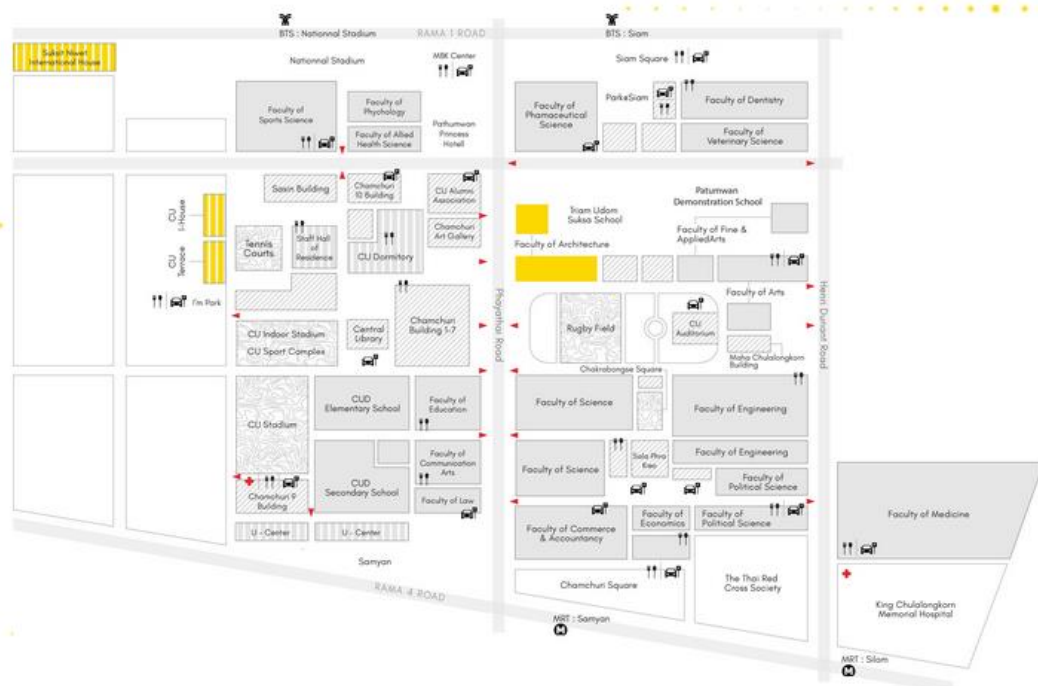 BTS : Nationnal Stadium
RAMA 1 ROAD
BTS : Siam
Suksit Niwet
International House
Nationnal Stadium
MBK Center
Siam Square
Faculty of
Sports Science
Faculty of
Phychology
Faculty of Allied
Health Science
Pathumwan
Princess
Hotell
Faculty of
Phamaceutical
Science
ParkeSiam
Faculty of Dentistry
Faculty of
Veterinary Science
CU
I-House
CU
Terrace
I'm Park
Sasin Building
Chamchuri
10 Building
CU Alumni
Association
Chamchuri
Art Gallery
Tennis
Courts
Staff Hall
of
Residence
CU Dormitory
Triam Udom
Suksa School
Faculty of Architecture
Patumwan
Demonstration School
Faculty of Fine &
AppliedArts
Faculty of Arts
CU Indoor Stadium
CU Sport Complex
Central
Library
Chamchuri
Building 1-7
Phayathai Road
Rugby Field
CU
Auditorium
Maha Chulalongkorn
Building
Henri Dunant Road
Chakrabongse Square
CU Stadium
CUD
Elementary School
Faculty of
Education
Faculty of Science
Faculty of Engineering
CUD
Secondary School
Faculty of
Communication
Arts
Faculty of Law
Faculty of Science
Sala Phra
Keo
Faculty of Engineering
Faculty of
Political Science
Chamchuri 9
Building
U - Center
U - Center
Faculty of Commerce
& Accountancy
Faculty of
Economics
Faculty of
Political Science
Faculty of Medicine
Samyan
RAMA 4 ROAD
Chamchuri Square
The Thai Red
Cross Society
King Chulalongkorn
Memorial Hospital
MRT : Samyan
MRT : Silom